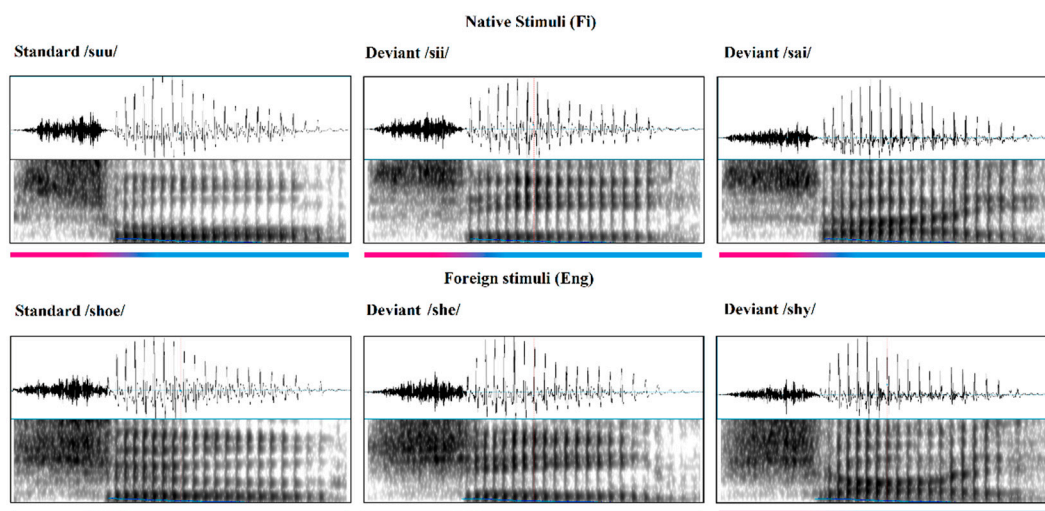 Native Stimuli (Fi)
Standard /suu/ Deviant /sii/ Deviant /sai/
Foreign stimuli (Eng)
Standard /shoe/ Deviant /she/ Deviant /shy/